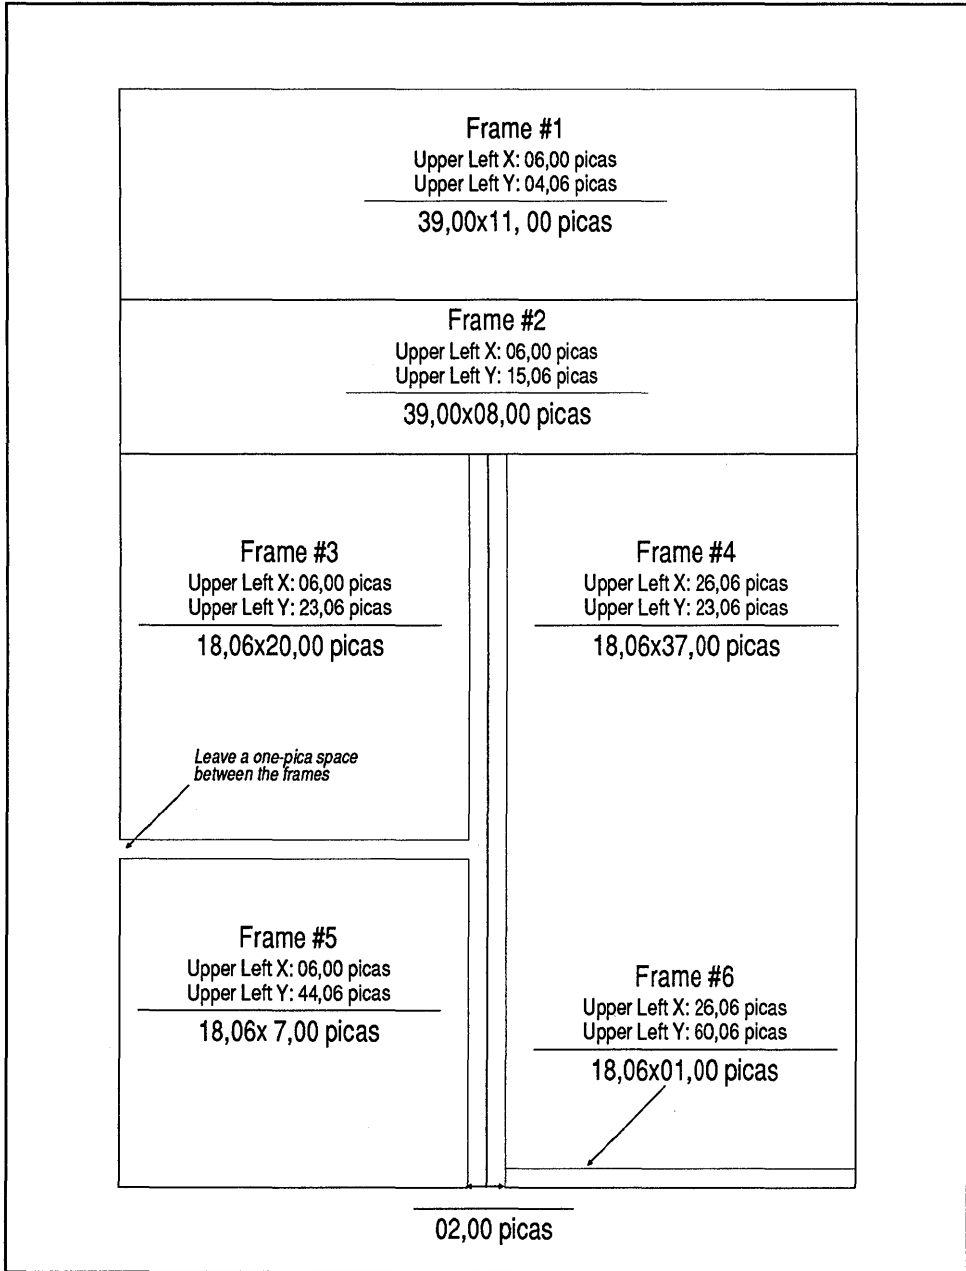 Frame #1
Upper Left X: 06,00 picas
Upper Left Y: 04,06 picas
39,00x11, 00 picas
Frame #2
Upper Left X: 06,00 picas
Upper Left Y: 15,06 picas
39,00x08,00 picas
Frame #3
Upper Left X: 06,00 picas
Upper Left Y: 23,06 picas
18,06x20,00 picas
Frame #4
Upper Left X: 26,06 picas
Upper Left Y: 23,06 picas
18,06x37,00 picas
Leave a one-pica space
between the frames
Frame #5
Upper Left X: 06,00 picas
Upper Left Y: 44,06 picas
18,06x 7,00 picas
Frame #6
Upper Left X: 26,06 picas
Upper Left Y: 60,06 picas
18,06x01,00 picas
02,00 picas